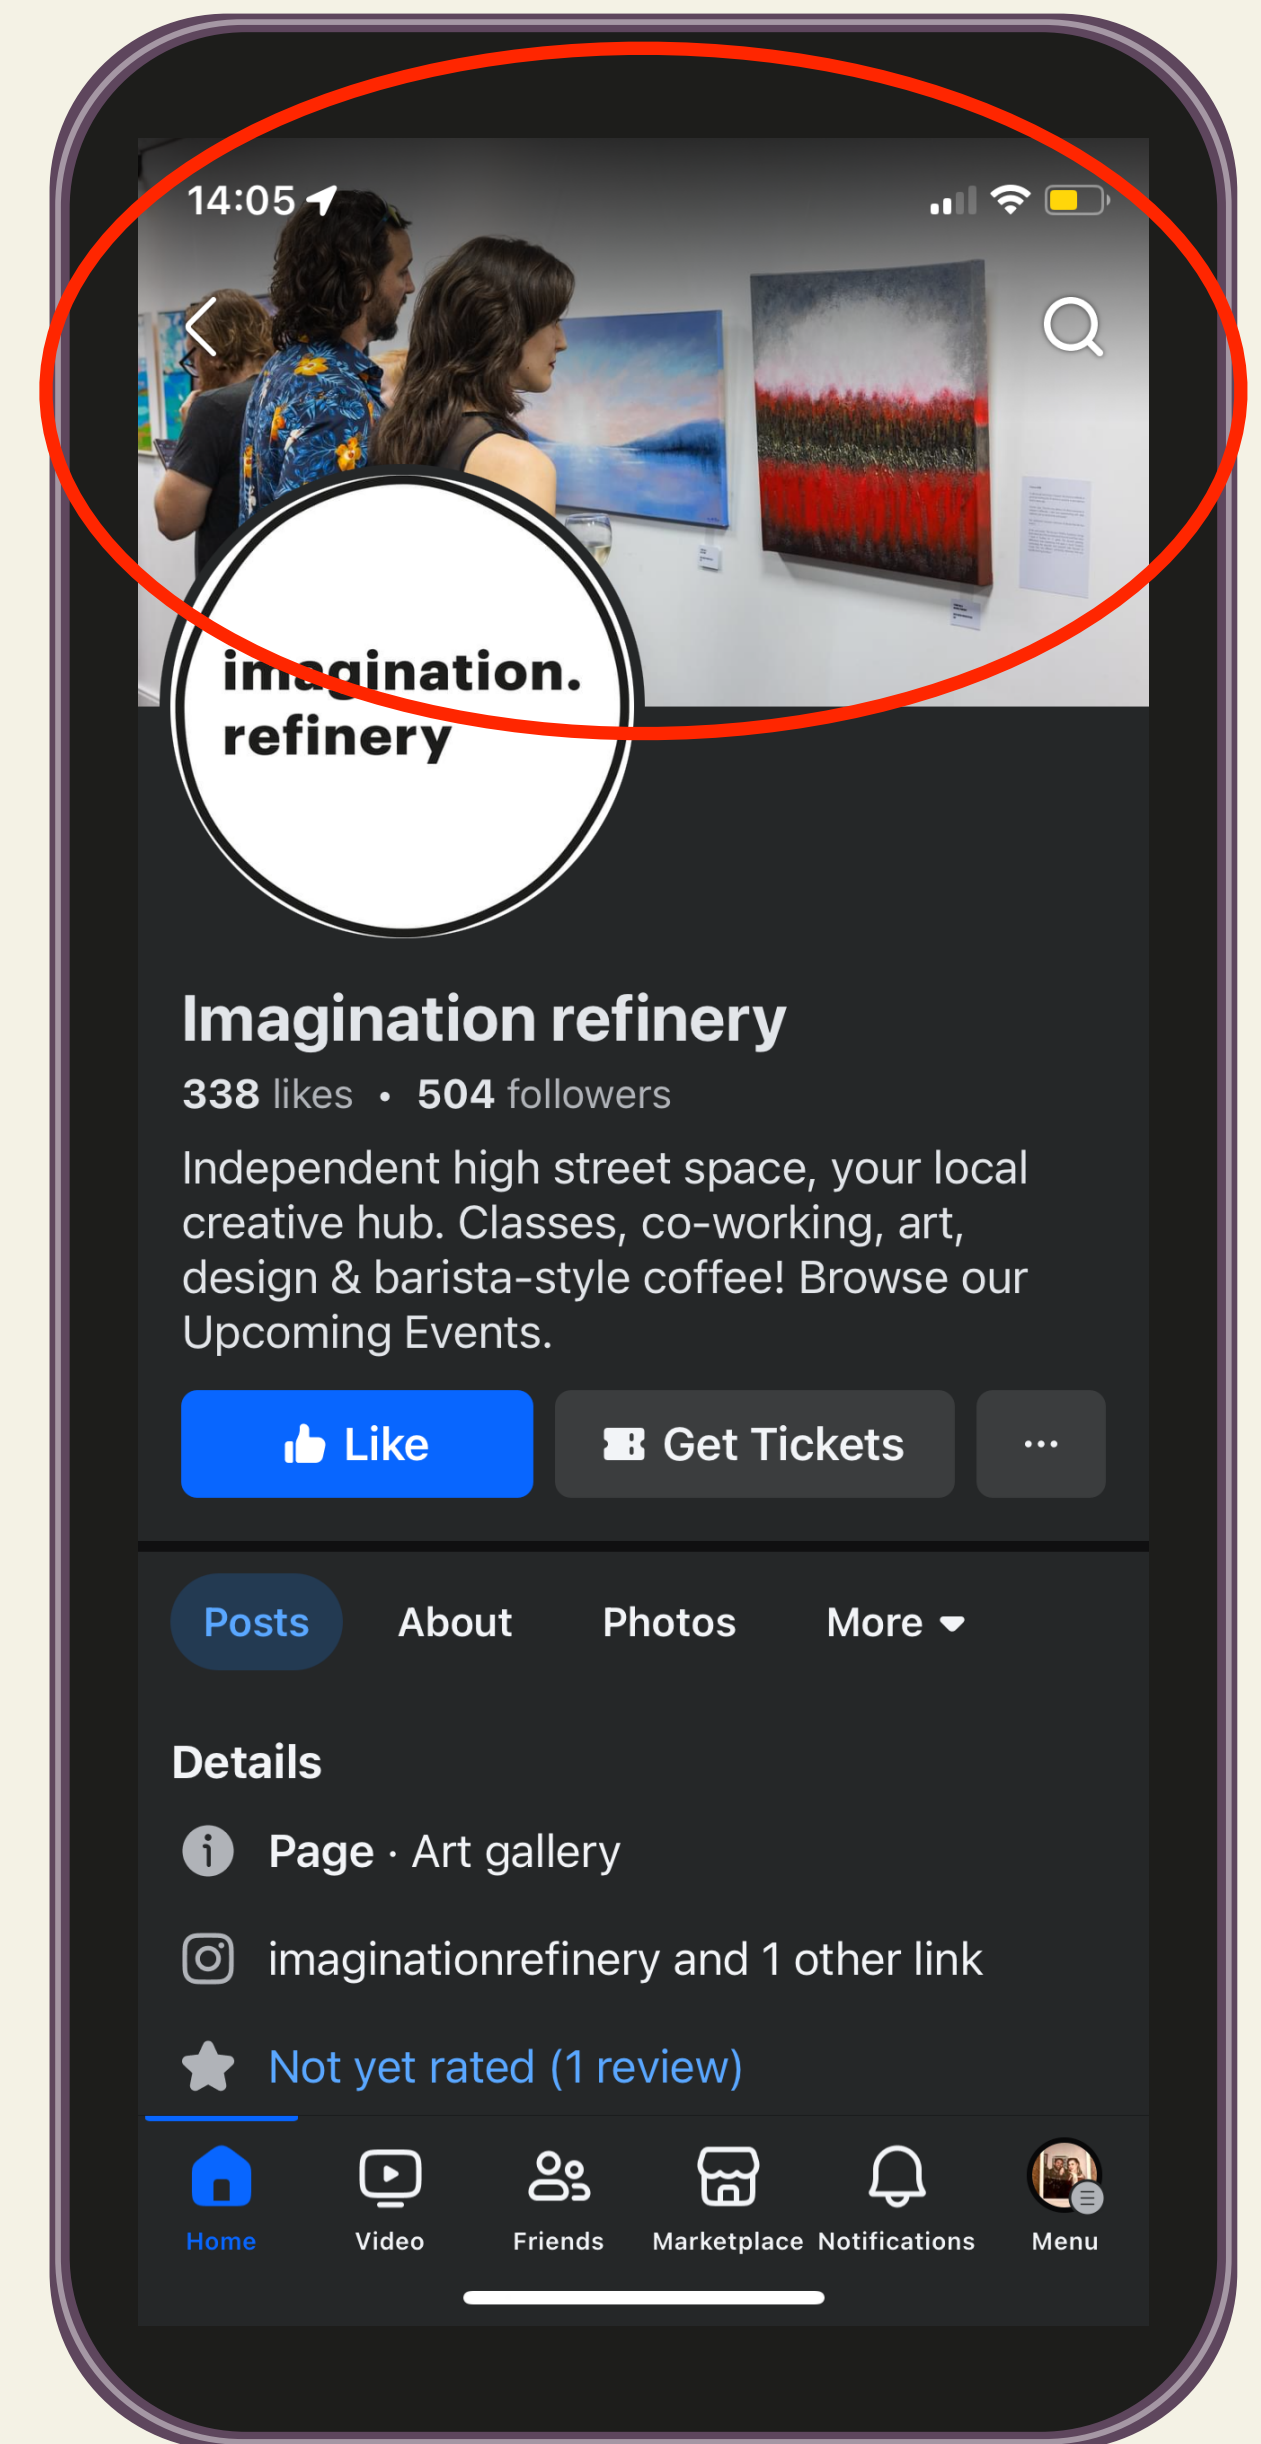 14:05
imagination.
refinery
Imagination refinery
338 likes • 504 followers
Independent high street space, your local
creative hub. Classes, co-working, art,
design & barista-style coffee! Browse our
Upcoming Events.
Like
Get Tickets
...
Posts
About
Photos
More
Details
Page · Art gallery
imaginationrefinery and 1 other link
Not yet rated (1 review)
Home
Video
Friends
Marketplace
Notifications
Menu